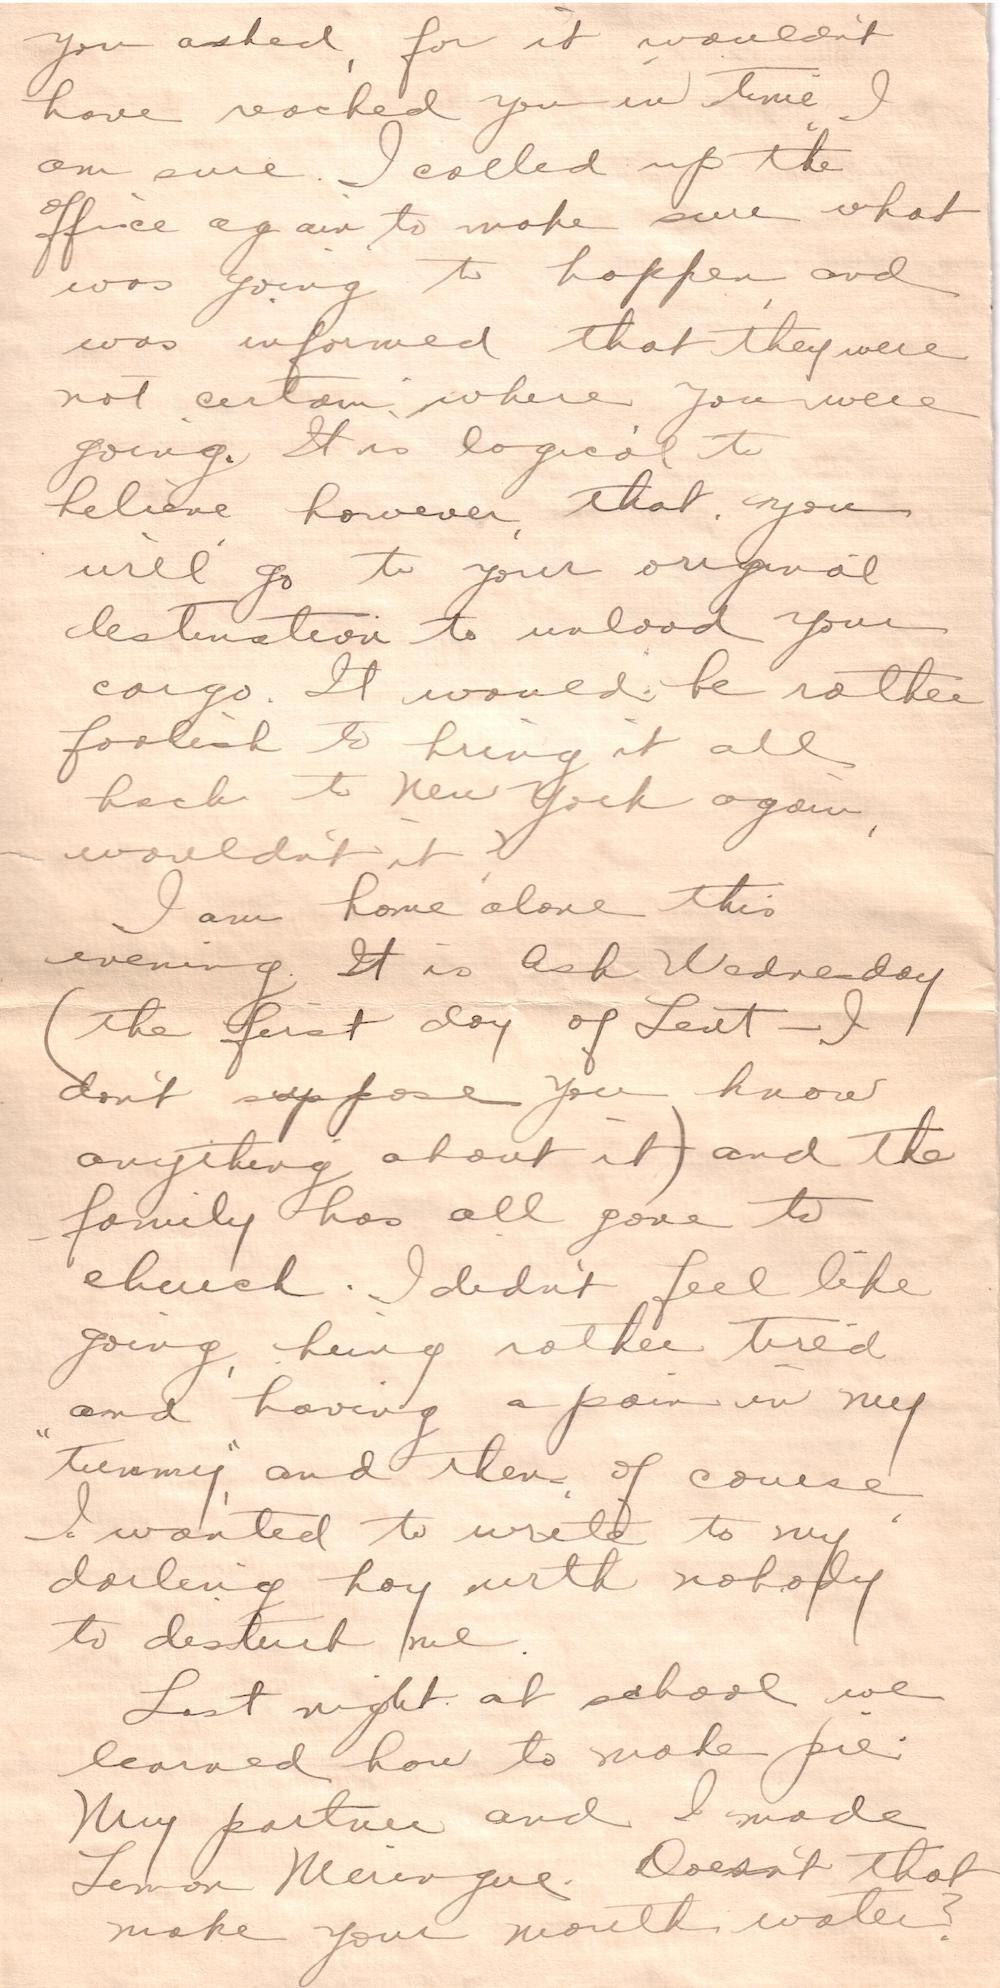 you asked, for it wouldn't
have reached you in time, I
am sure. I called up the
office again to make sure what
was going to happen, and
was informed that they were
not certain where you were
going. It is logical to
believe however, that you
will go to your original
destination to unload your
cargo. It would be rather
foolish to bring it all
back to New York again,
wouldn't it?
I am home alone this
evening. It is Ash Wednesday
(the first day of Lent – I
don't suppose you know
anything about it) and the
family has all gone to
church. I didn't feel like
going, being rather tired
and having a pain in my
"tummy", and then, of course,
I wanted to write to my
darling boy with nobody
to disturb me.
Last night at school we
learned how to make pie.
My partner and I made
Lemon Meringue. Doesn't that
make your mouth water?